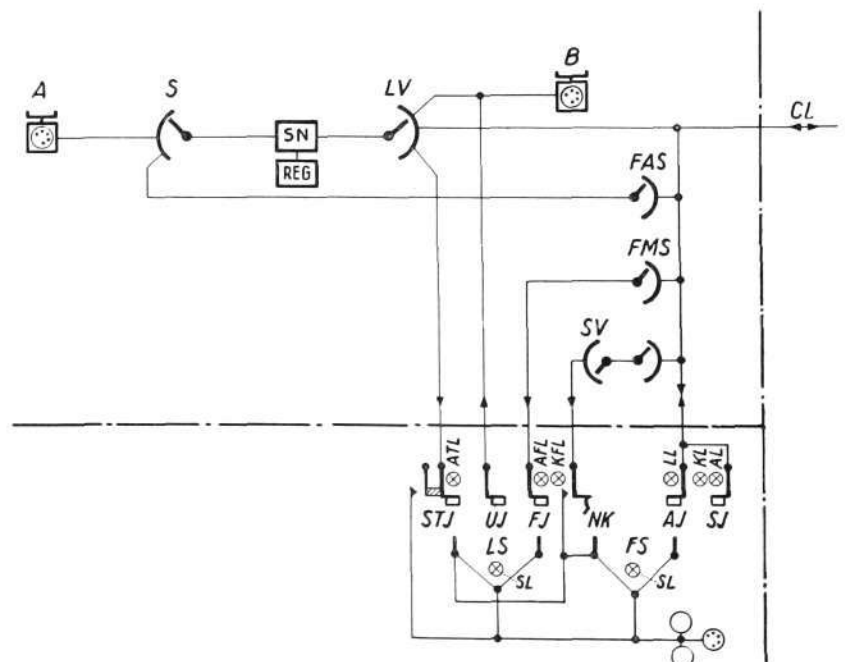 A S LV B
CL
SN
REG
FAS
FMS
SV
ATL AFL KFL LL KL AL
STJ UJ FJ NK AJ SJ
LS FS
SL SL